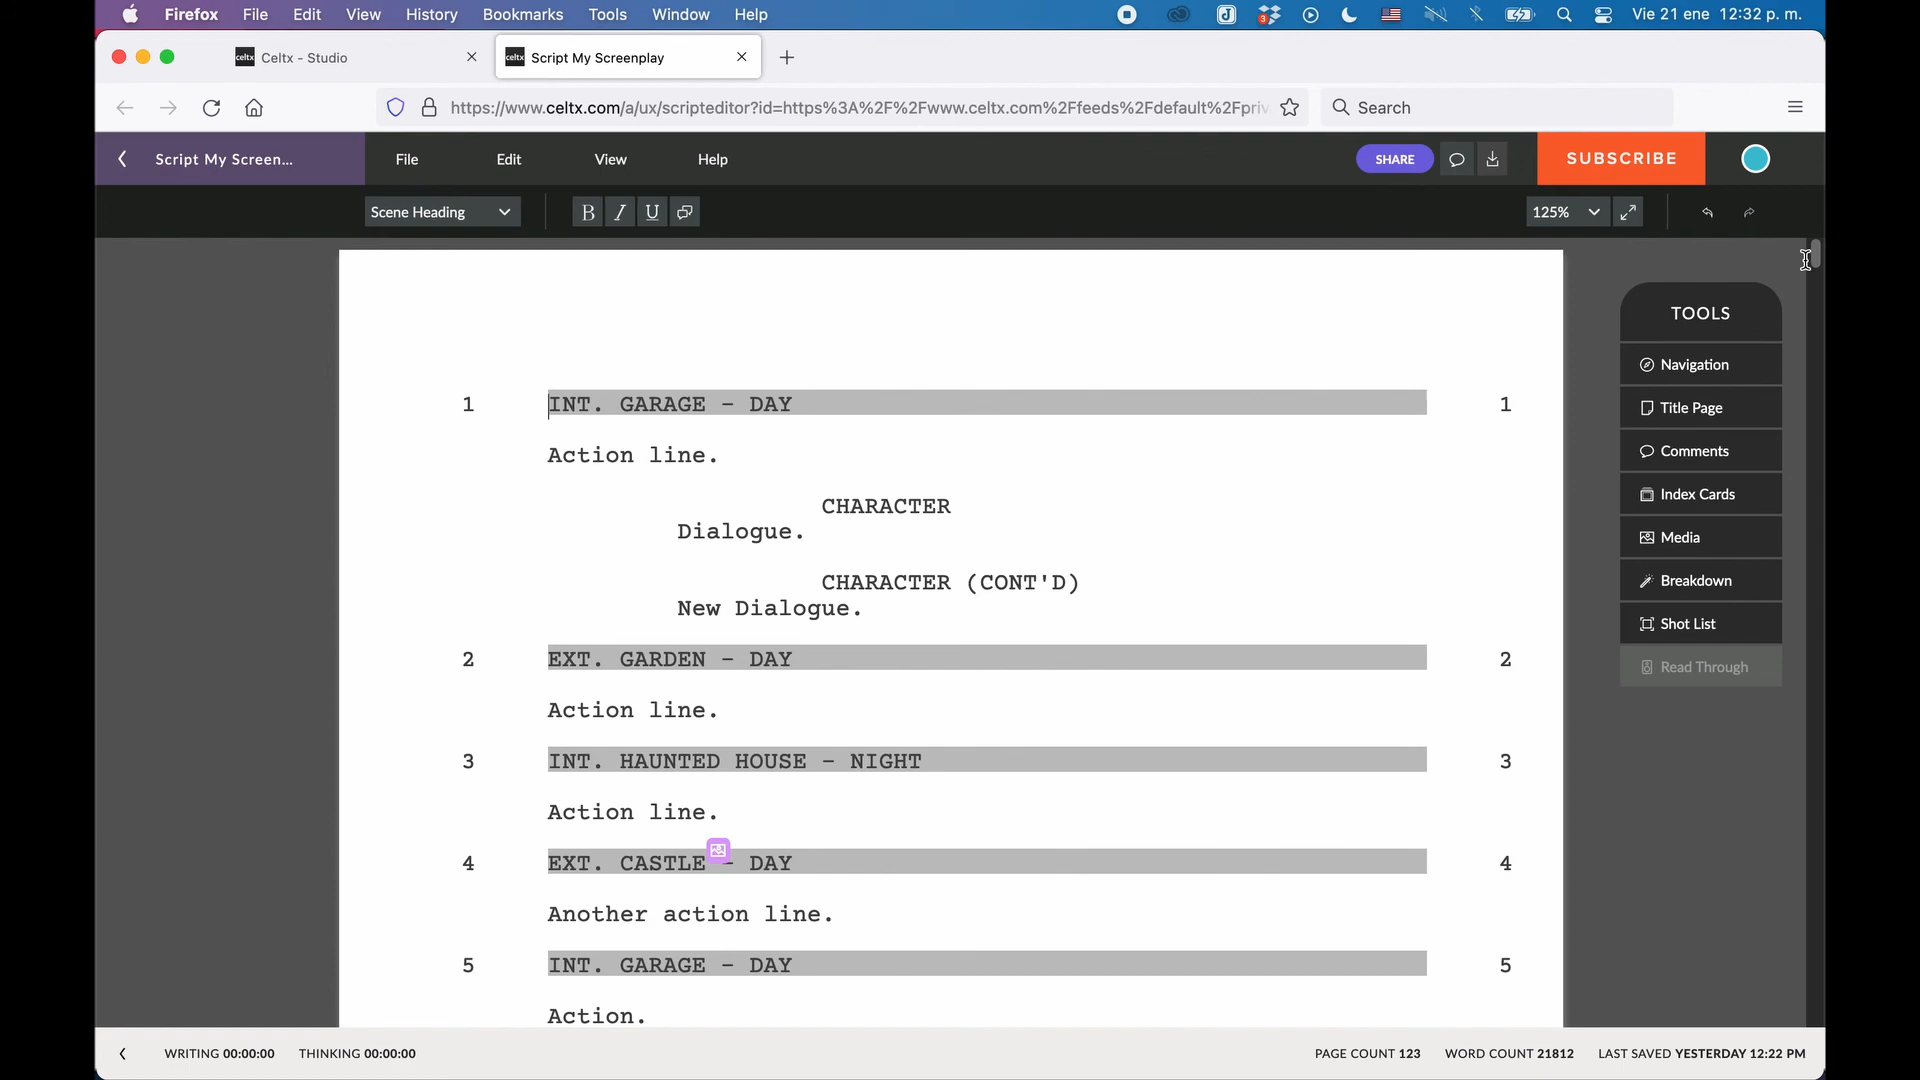 Firefox File Edit View History Bookmarks Tools Window Help 3 Vie 21 ene 12:32 p. m.
celtx Celtx - Studio celtx Script My Screenplay
https://www.celtx.com/a/ux/scripteditor?id=https%3A%2F%2Fwww.celtx.com%2Ffeeds%2Fdefault%2Fpriv Search
Script My Screen... File Edit View Help SHARE SUBSCRIBE
Scene Heading B I U 125%
TOOLS
Navigation
Title Page
Comments
Index Cards
Media
Breakdown
Shot List
Read Through
1 INT. GARAGE - DAY 1
Action line.
CHARACTER
Dialogue.
CHARACTER (CONT'D)
New Dialogue.
2 EXT. GARDEN - DAY 2
Action line.
3 INT. HAUNTED HOUSE - NIGHT 3
Action line.
4 EXT. CASTLE - DAY 4
Another action line.
5 INT. GARAGE - DAY 5
Action.
WRITING 00:00:00 THINKING 00:00:00 PAGE COUNT 123 WORD COUNT 21812 LAST SAVED YESTERDAY 12:22 PM